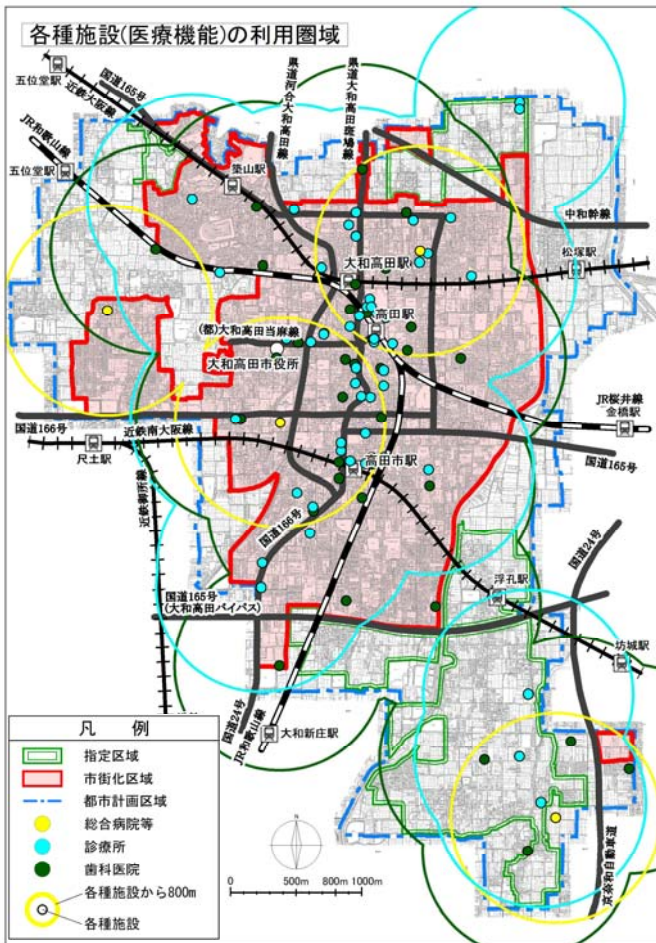 各種施設(医療機能)の利用圏域
五位堂駅
国道165号
近鉄大阪線
JR和歌山線
五位堂駅
築山駅
県道河合大和高田線
県道大和高田斑鳩線
中和幹線
松塚駅
大和高田駅
高田駅
(都)大和高田当麻線
大和高田市役所
JR桜井線
金橋駅
国道166号
近鉄南大阪線
尺土駅
高田市駅
国道165号
近鉄御所線
国道166号
国道24号
浮孔駅
国道165号
(大和高田バイパス)
坊城駅
国道24号
JR和歌山線
大和新庄駅
京奈和自動車道
凡 例
指定区域
市街化区域
都市計画区域
総合病院等
診療所
歯科医院
各種施設から800m
各種施設
N
0 500m 800m 1000m